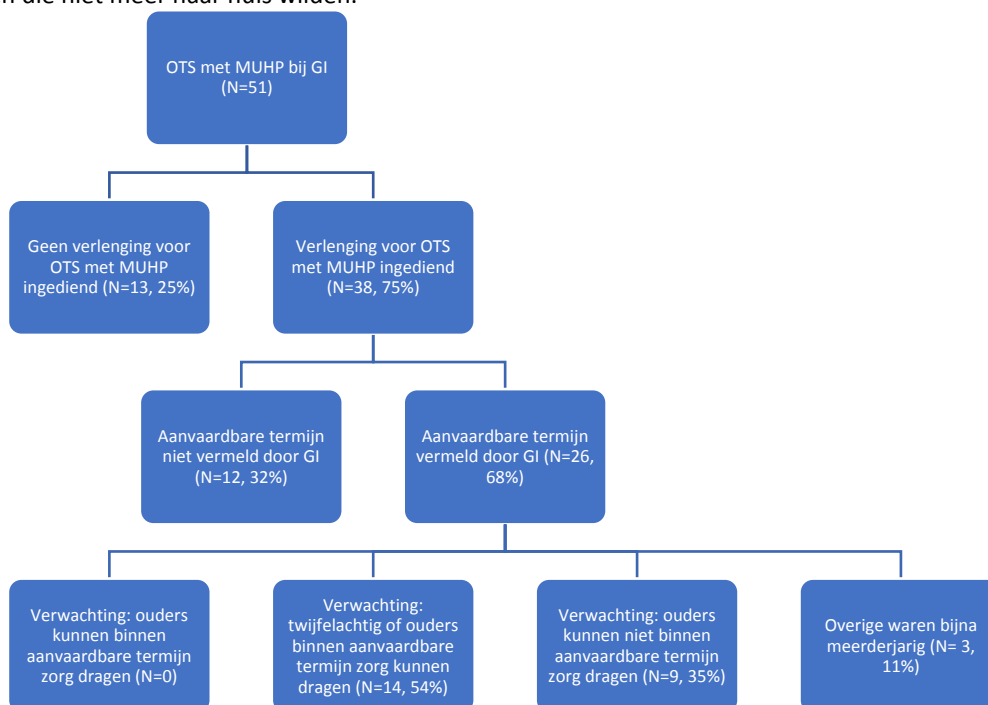 die niet meer naar huis wilden.
OTS met MUHP bij GI
(N=51)
Geen verlenging voor
OTS met MUHP
ingediend (N=13, 25%)
Verlenging voor OTS
met MUHP ingediend
(N=38, 75%)
Aanvaardbare termijn
niet vermeld door GI
(N=12, 32%)
Aanvaardbare termijn
vermeld door GI (N=26,
68%)
Verwachting: ouders
kunnen binnen
aanvaardbare termijn
zorg dragen (N=0)
Verwachting:
twijfelachtig of ouders
binnen aanvaardbare
termijn zorg kunnen
dragen (N=14, 54%)
Verwachting: ouders
kunnen niet binnen
aanvaardbare termijn
zorg dragen (N=9, 35%)
Overige waren bijna
meerderjarig (N= 3,
11%)